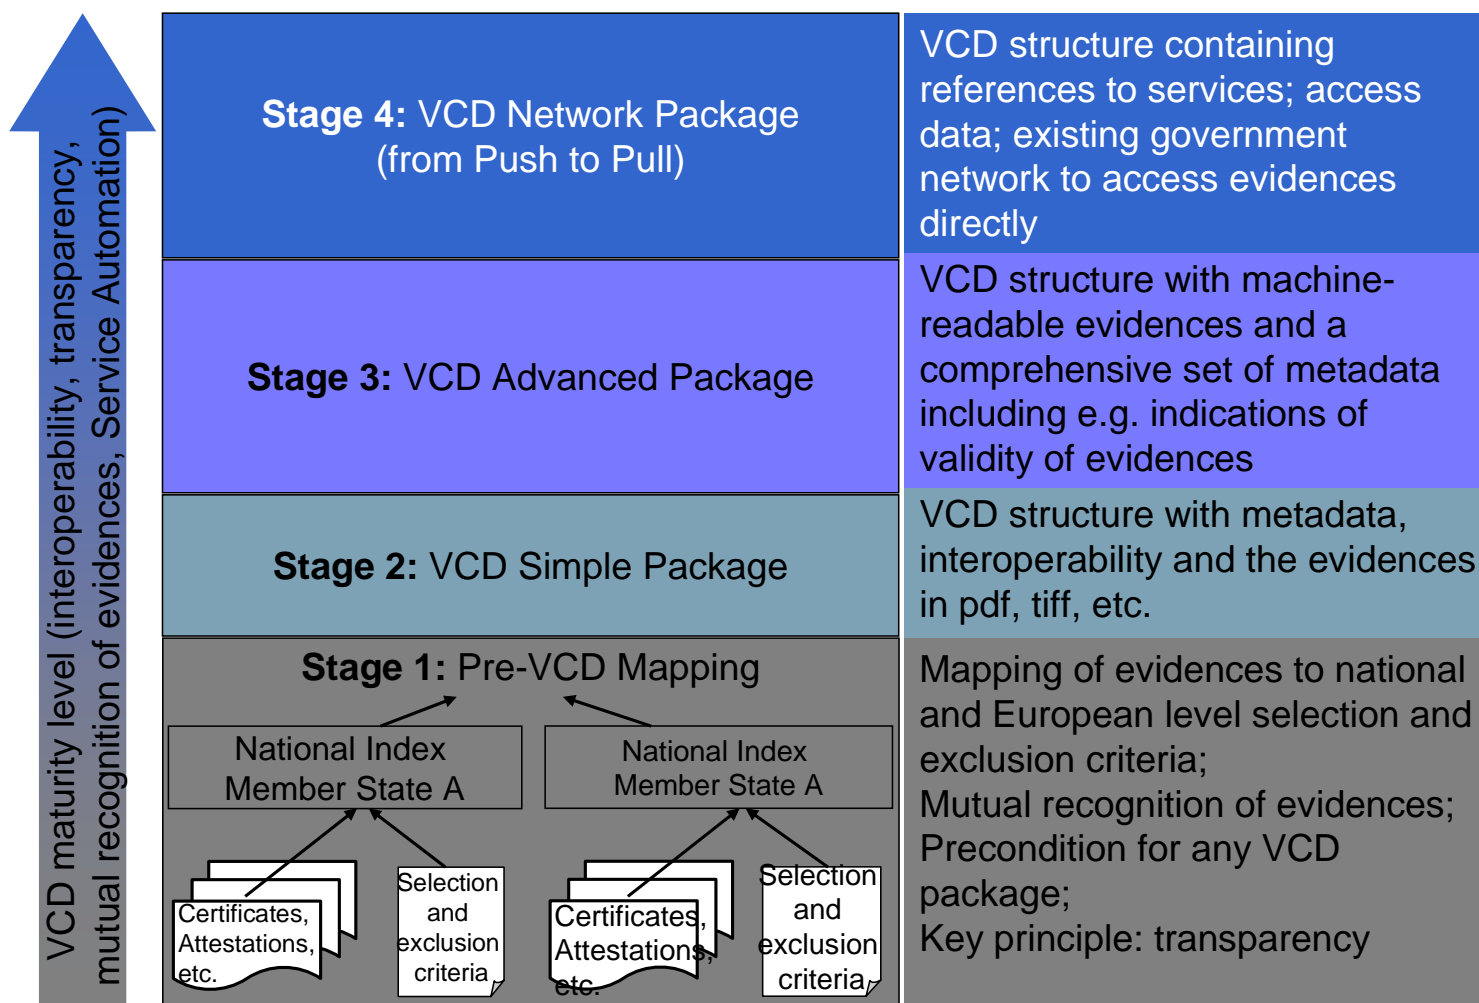 VCD maturity level (interoperability, transparency,
mutual recognition of evidences, Service Automation)
Stage 4: VCD Network Package
(from Push to Pull)
VCD structure containing
references to services; access
data; existing government
network to access evidences
directly
Stage 3: VCD Advanced Package
VCD structure with machine-
readable evidences and a
comprehensive set of metadata
including e.g. indications of
validity of evidences
Stage 2: VCD Simple Package
VCD structure with metadata,
interoperability and the evidences
in pdf, tiff, etc.
Stage 1: Pre-VCD Mapping
National Index
Member State A
National Index
Member State A
Certificates,
Attestations,
etc.
Selection
and
exclusion
criteria
Certificates,
Attestations,
etc.
Selection
and
exclusion
criteria
Mapping of evidences to national
and European level selection and
exclusion criteria;
Mutual recognition of evidences;
Precondition for any VCD
package;
Key principle: transparency